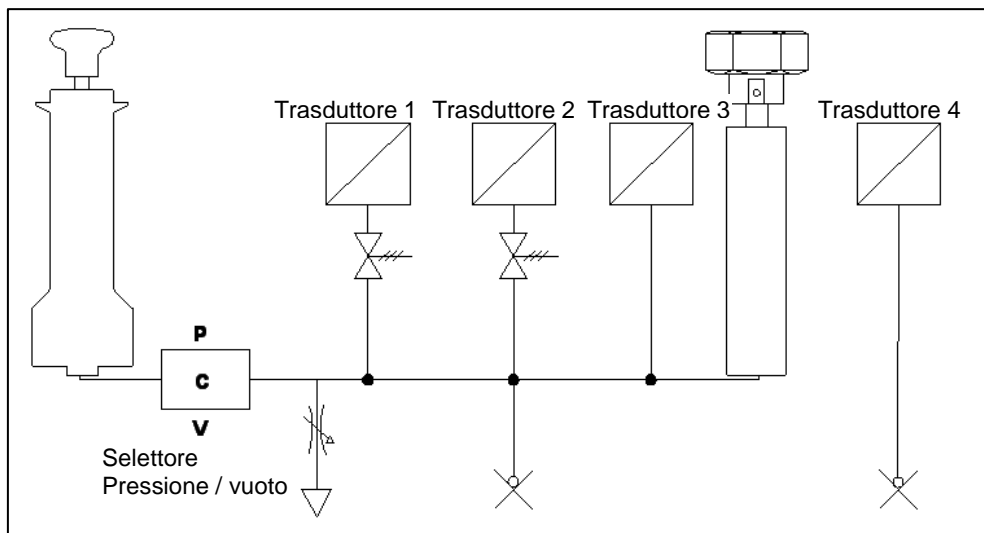 Trasduttore 1
Trasduttore 2
Trasduttore 3
Trasduttore 4
P
C
V
Selettore
Pressione / vuoto